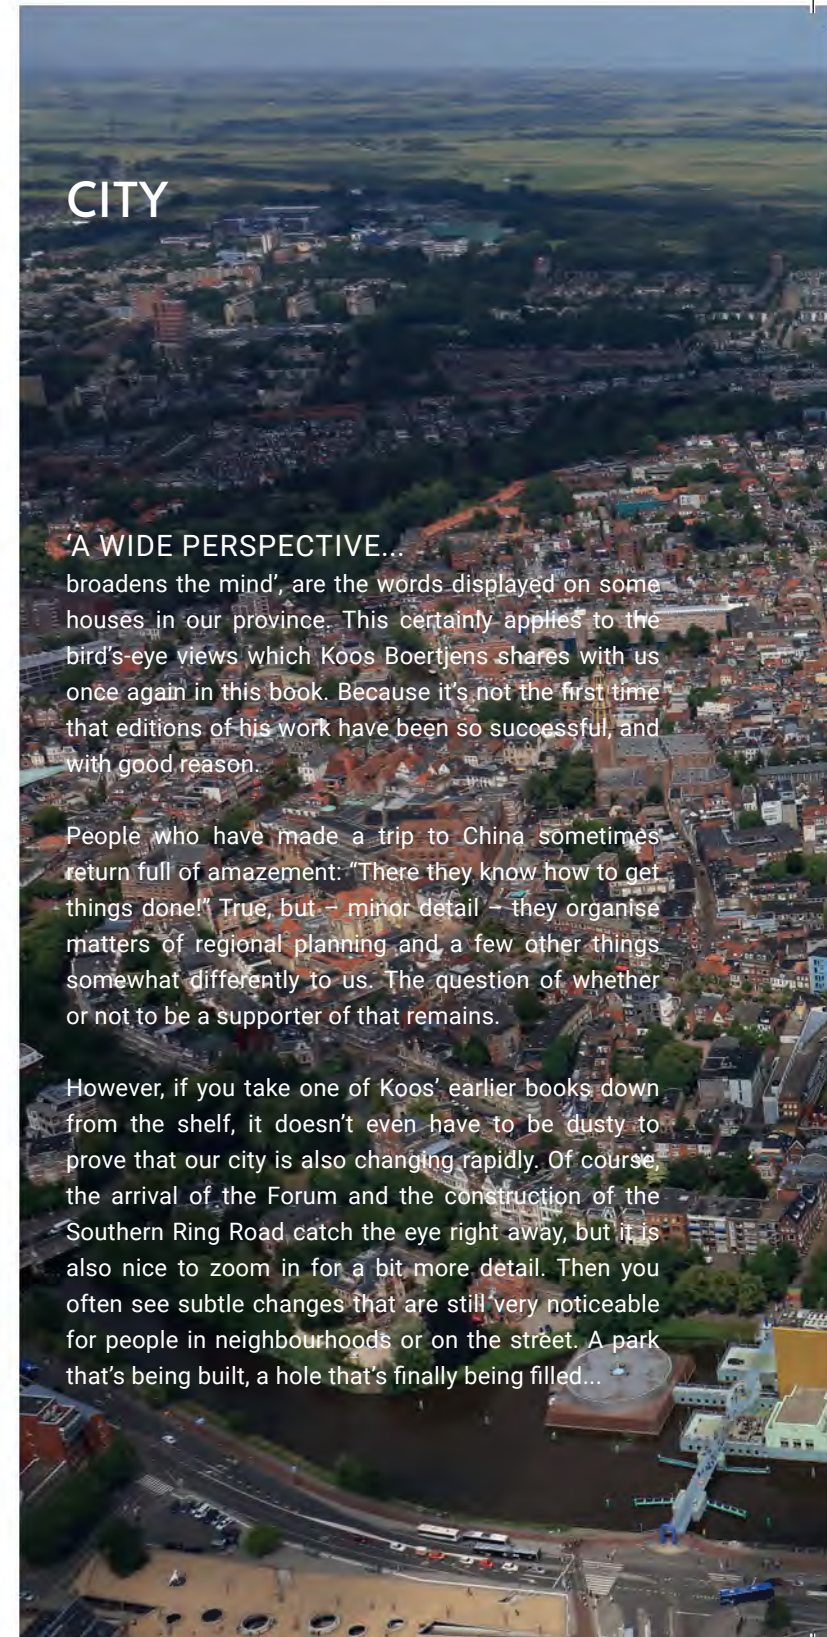 CITY
‘A WIDE PERSPECTIVE...
broadens the mind’, are the words displayed on some
houses in our province. This certainly applies to the
bird’s-eye views which Koos Boertjens shares with us
once again in this book. Because it’s not the first time
that editions of his work have been so successful, and
with good reason.
People who have made a trip to China sometimes
return full of amazement: “There they know how to get
things done!” True, but – minor detail – they organise
matters of regional planning and a few other things
somewhat differently to us. The question of whether
or not to be a supporter of that remains.
However, if you take one of Koos’ earlier books down
from the shelf, it doesn’t even have to be dusty to
prove that our city is also changing rapidly. Of course,
the arrival of the Forum and the construction of the
Southern Ring Road catch the eye right away, but it is
also nice to zoom in for a bit more detail. Then you
often see subtle changes that are still very noticeable
for people in neighbourhoods or on the street. A park
that’s being built, a hole that’s finally being filled...